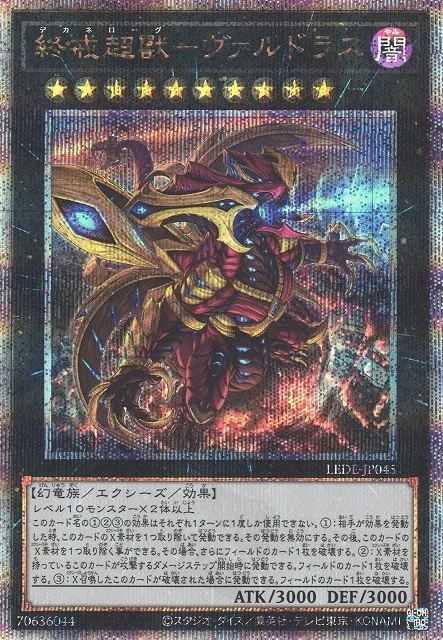 デカネローグ
終戒超獸-ヴァルドラス
闇
LEDE-JP045
【幻竜族/エクシーズ/効果】
レベル10モンスター×2体以上
このカード名の①②③の効果はそれぞれ1ターンに1度しか使用できない。①:相手が効果を発動
した時、このカードのX素材を1つ取り除いて発動できる。その発動を無効にする。その後、このカードの
X素材を1つ取り除く事ができる。その場合、さらにフィールドのカード1枚を破壊する。②:X素材を
持っているこのカードが攻撃するダメージステップ開始時に発動できる。フィールドのカード1枚を破壊
する。③:X召喚したこのカードが破壊された場合に発動できる。フィールドのカード1枚を破壊する。
ATK/3000 DEF/3000
70636044
©スタジオ・ダイス/集英社・テレビ東京・KONAMI